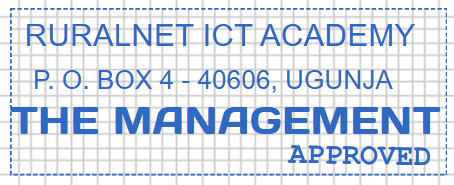 RURALNET ICT ACADEMY
P. O. BOX 4 - 40606, UGUNJA
THE MANAGEMENT
APPROVED